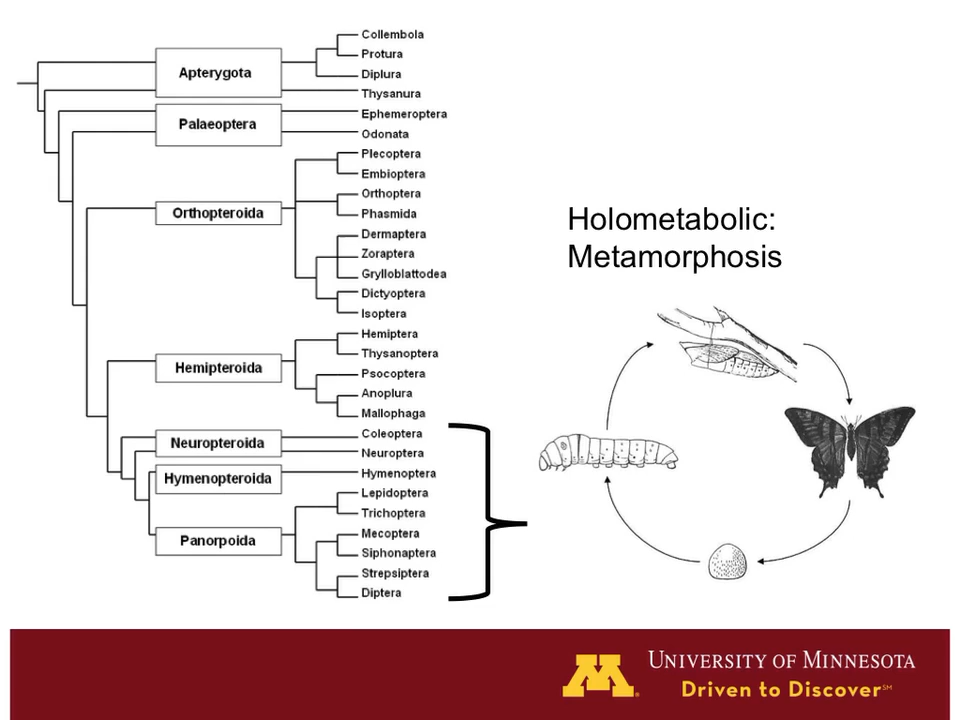 Collembola
Protura
Apterygota
Diplura
Thysanura
Ephemeroptera
Palaeoptera
Odonata
Plecoptera
Embioptera
Orthoptera
Orthopteroida
Phasmida
Dermaptera
Zoraptera
Grylloblattodea
Dictyoptera
Isoptera
Hemiptera
Thysanoptera
Hemipteroida
Psocoptera
Anoplura
Mallophaga
Coleoptera
Neuropteroida
Neuroptera
Hymenoptera
Hymenopteroida
Lepidoptera
Trichoptera
Mecoptera
Panorpoida
Siphonaptera
Strepsiptera
Diptera
Holometabolic:
Metamorphosis
M
UNIVERSITY OF MINNESOTA
Driven to Discover℠